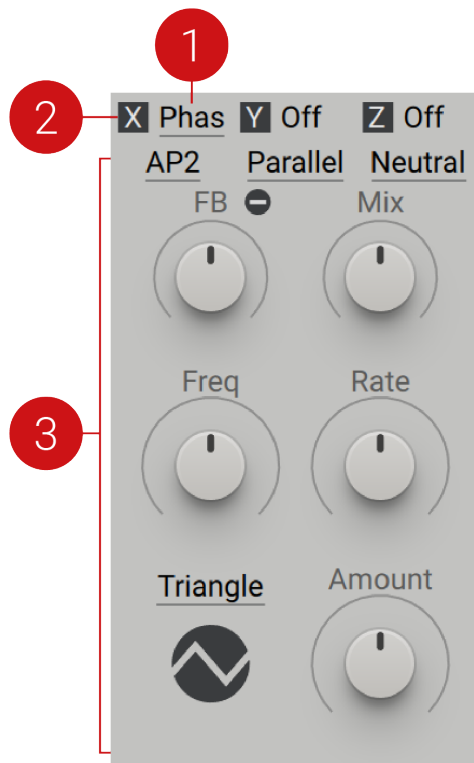 1
2 X Phas Y Off Z Off
AP2 Parallel Neutral
FB Mix
3
Freq Rate
Triangle Amount